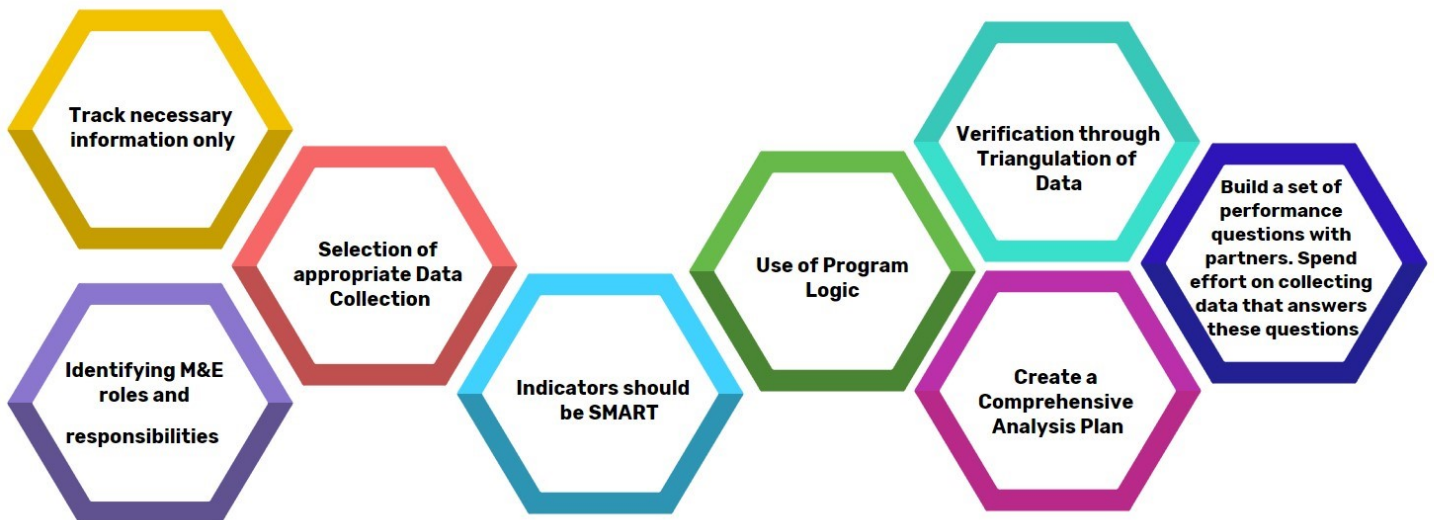 Track necessary
information only
Identifying M&E
roles and
responsibilities
Selection of
appropriate Data
Collection
Indicators should
be SMART
Use of Program
Logic
Verification through
Triangulation of
Data
Create a
Comprehensive
Analysis Plan
Build a set of
performance
questions with
partners. Spend
effort on collecting
data that answers
these questions